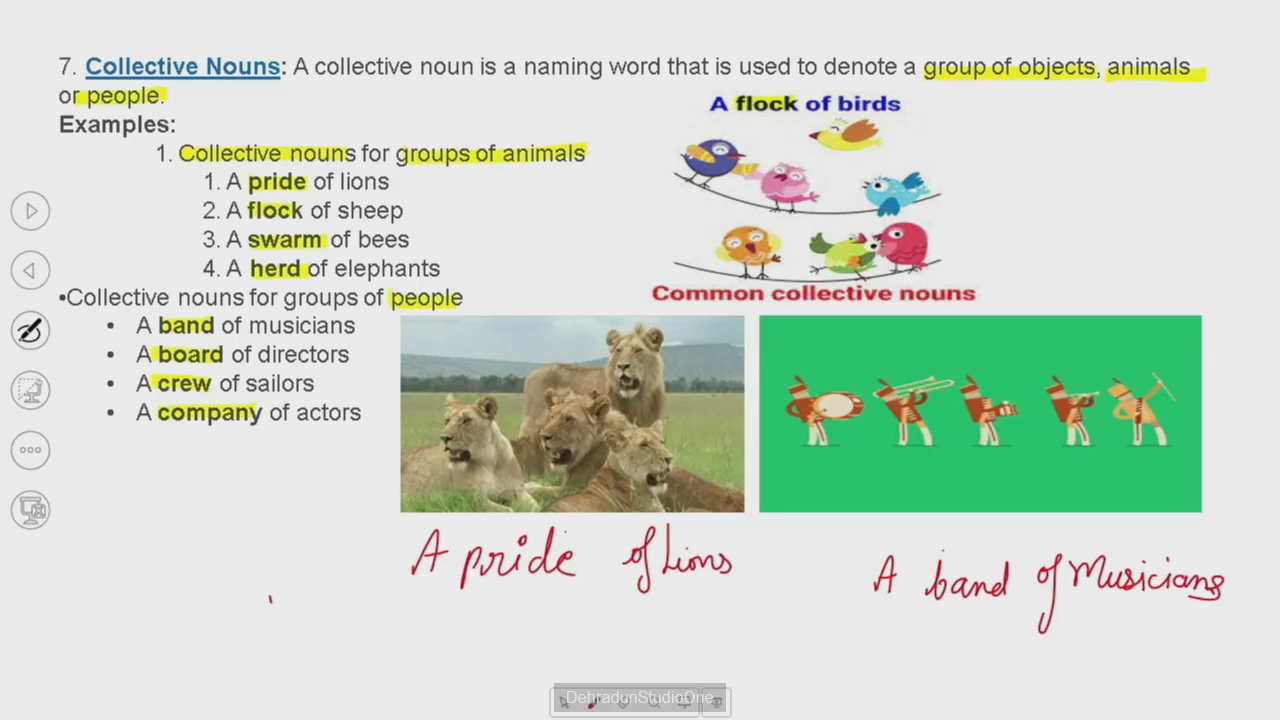 7. Collective Nouns: A collective noun is a naming word that is used to denote a group of objects, animals
or people.
Examples:
1. Collective nouns for groups of animals
1. A pride of lions
2. A flock of sheep
3. A swarm of bees
4. A herd of elephants
•Collective nouns for groups of people
• A band of musicians
• A board of directors
• A crew of sailors
• A company of actors
A flock of birds
Common collective nouns
A pride of Lions
A band of Musicians
DehradunStudioOne